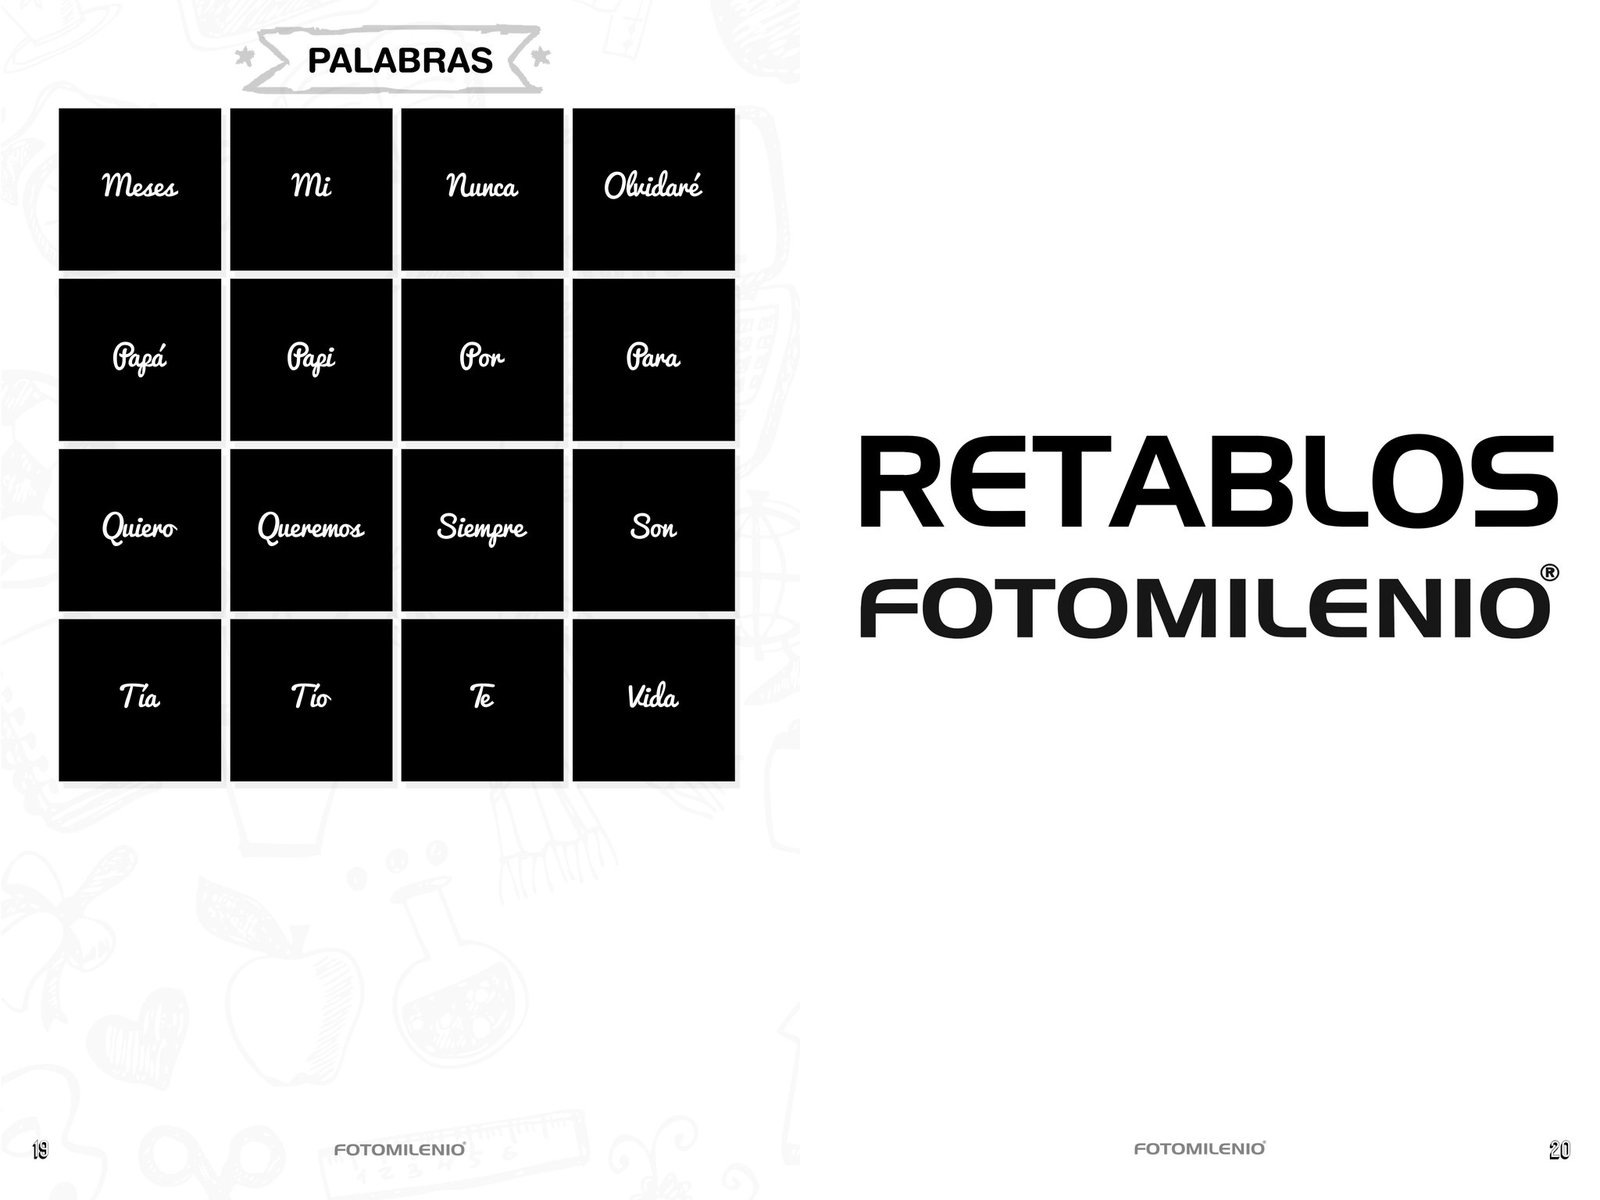 PALABRAS
Meses Mi Nunca Olvidaré
Papá Papi Por Para
Quiero Queremos Siempre Son
Tía Tío Te Vida
19
FOTOMILENIO®
RETABLOS
FOTOMILENIO®
FOTOMILENIO®
20